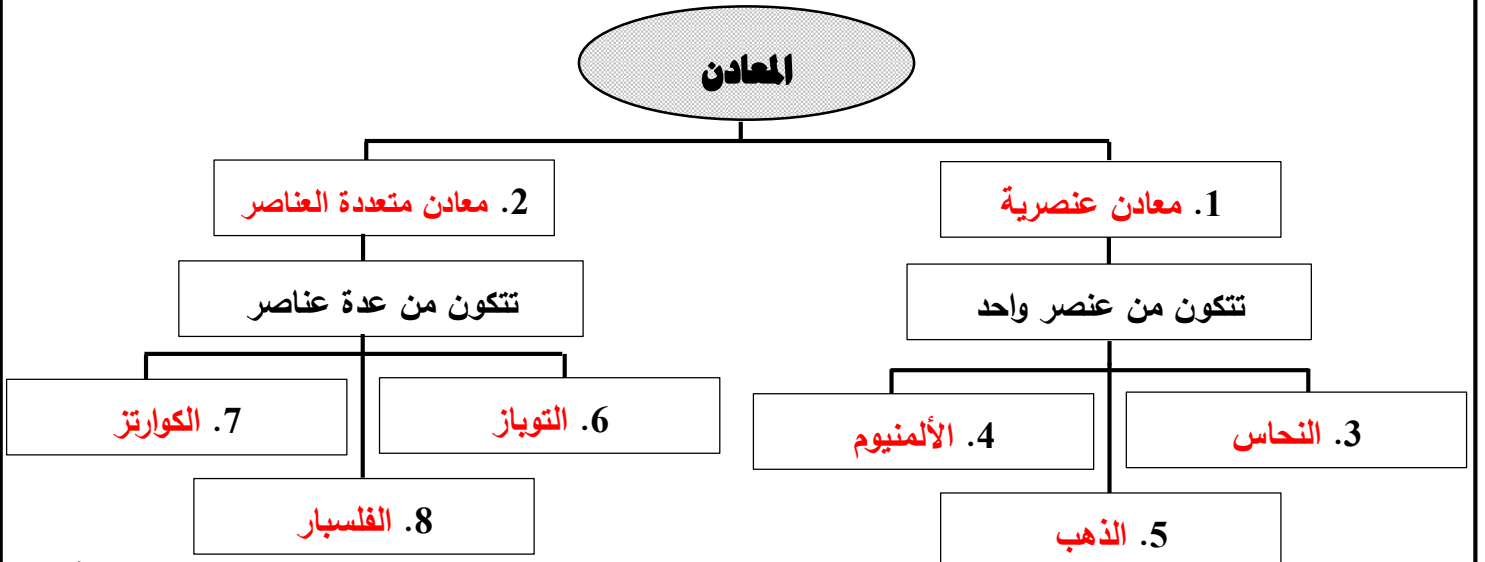 المعادن
1. معادن عنصرية
2. معادن متعددة العناصر
تتكون من عنصر واحد
تتكون من عدة عناصر
3. النحاس
4. الألمنيوم
5. الذهب
6. التوباز
7. الكوارتز
8. الفلسبار